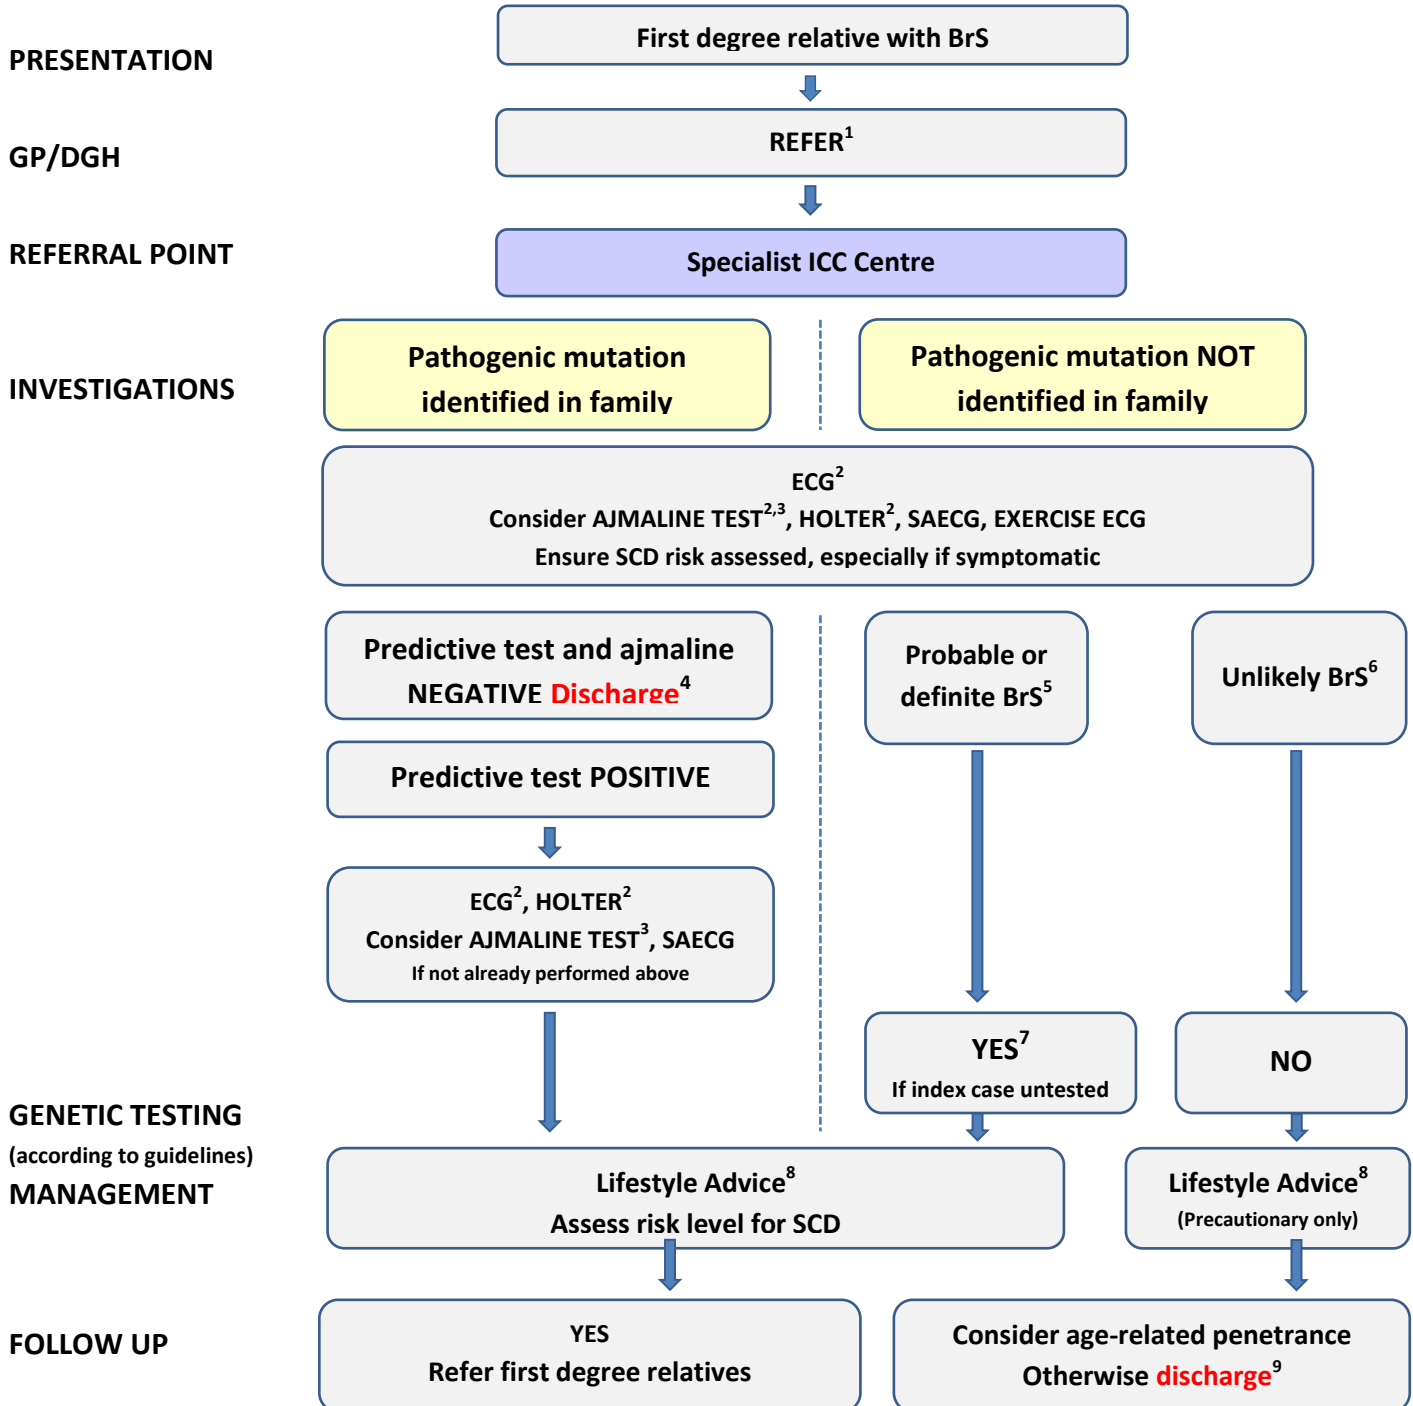 First degree relative with BrS
PRESENTATION
REFER1
GP/DGH
REFERRAL POINT
Specialist ICC Centre
Pathogenic mutation
identified in family
Pathogenic mutation NOT
identified in family
INVESTIGATIONS
ECG2
Consider AJMALINE TEST2,3, HOLTER2, SAECG, EXERCISE ECG
Ensure SCD risk assessed, especially if symptomatic
Predictive test and ajmaline
NEGATIVE Discharge4
Probable or
definite BrS5
Unlikely BrS6
Predictive test POSITIVE
ECG2, HOLTER2
Consider AJMALINE TEST3, SAECG
If not already performed above
YES7
If index case untested
NO
GENETIC TESTING
(according to guidelines)
MANAGEMENT
Lifestyle Advice8
Assess risk level for SCD
Lifestyle Advice8
(Precautionary only)
FOLLOW UP
YES
Refer first degree relatives
Consider age-related penetrance
Otherwise discharge9